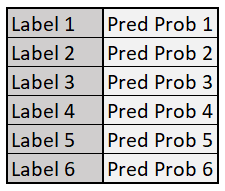 Label 1 Pred Prob 1
Label 2 Pred Prob 2
Label 3 Pred Prob 3
Label 4 Pred Prob 4
Label 5 Pred Prob 5
Label 6 Pred Prob 6